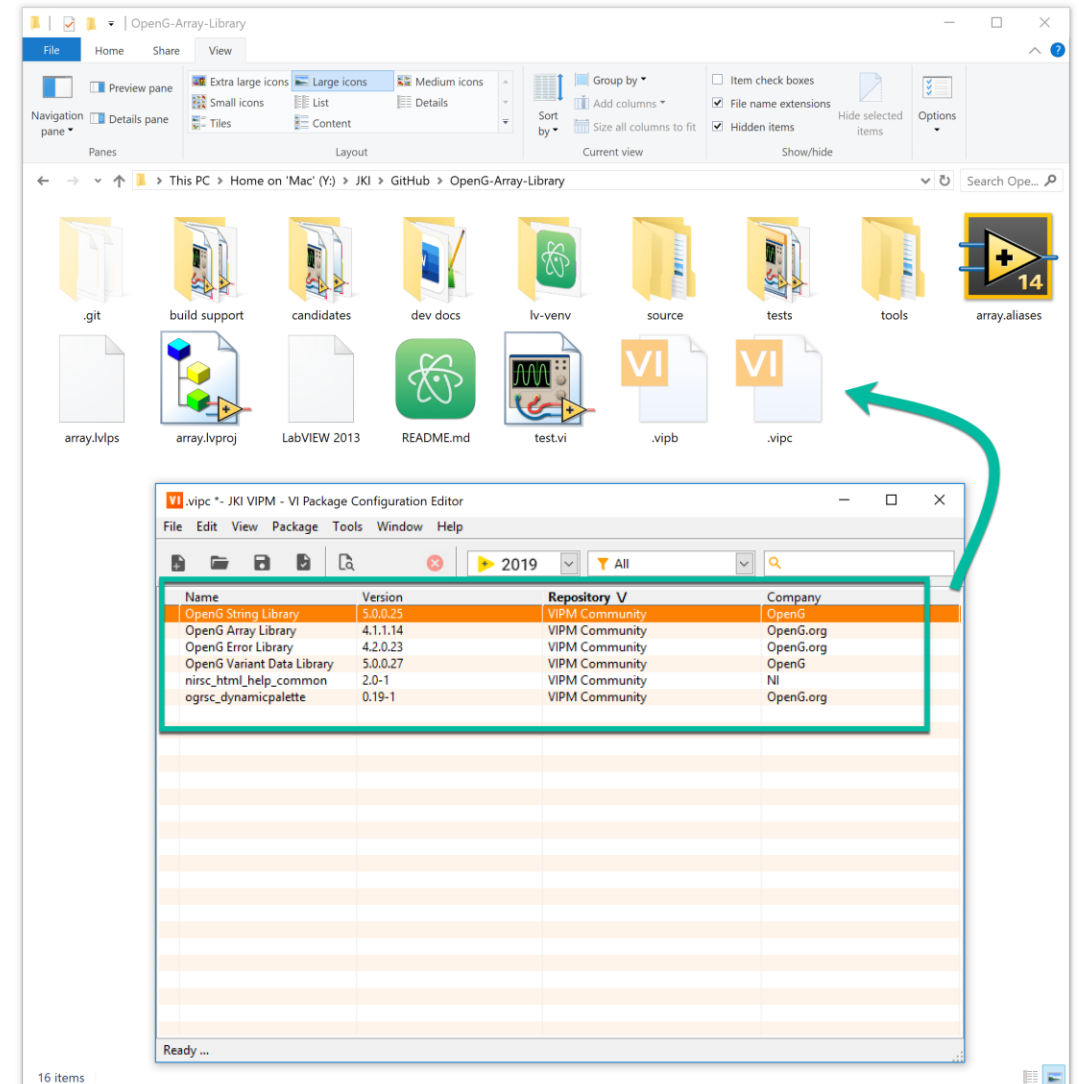 OpenG-Array-Library
File Home Share View
Preview pane
Details pane
Navigation
pane
Panes
Extra large icons Large icons Medium icons
Small icons List Details
Tiles Content
Layout
Sort
by
Group by
Add columns
Size all columns to fit
Current view
Item check boxes
File name extensions
Hidden items
Hide selected
items
Show/hide
Options
This PC > Home on 'Mac' (Y:) > JKI > GitHub > OpenG-Array-Library
Search Ope...
14
.git build support candidates dev docs lv-venv source tests tools array.aliases
VI VI
array.lvlps array.lvproj LabVIEW 2013 README.md test.vi .vipb .vipc
VI .vipc *- JKI VIPM - VI Package Configuration Editor
File Edit View Package Tools Window Help
2019 All
Name Version Repository V Company
OpenG String Library 5.0.0.25 VIPM Community OpenG
OpenG Array Library 4.1.1.14 VIPM Community OpenG.org
OpenG Error Library 4.2.0.23 VIPM Community OpenG.org
OpenG Variant Data Library 5.0.0.27 VIPM Community OpenG
nirsc_html_help_common 2.0-1 VIPM Community NI
ogrsc_dynamicpalette 0.19-1 VIPM Community OpenG.org
Ready ...
16 items